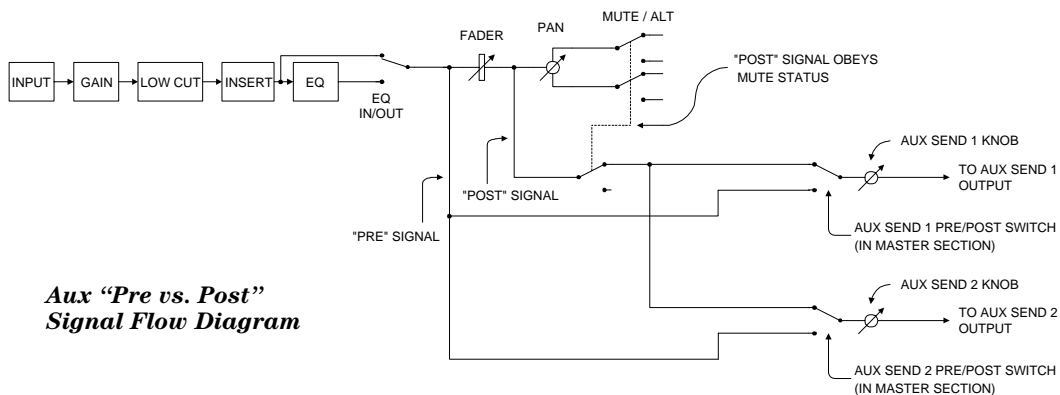 MUTE / ALT
FADER
PAN
"POST" SIGNAL OBEYS
MUTE STATUS
INPUT
GAIN
LOW CUT
INSERT
EQ
EQ
IN/OUT
AUX SEND 1 KNOB
TO AUX SEND 1
OUTPUT
"POST" SIGNAL
"PRE" SIGNAL
AUX SEND 1 PRE/POST SWITCH
(IN MASTER SECTION)
Aux “Pre vs. Post”
Signal Flow Diagram
AUX SEND 2 KNOB
TO AUX SEND 2
OUTPUT
AUX SEND 2 PRE/POST SWITCH
(IN MASTER SECTION)